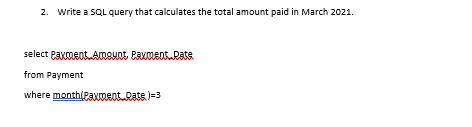 2. Write a SQL query that calculates the total amount paid in March 2021.
select Payment_Amount, Payment_Date
from Payment
where month(Payment_Date )=3